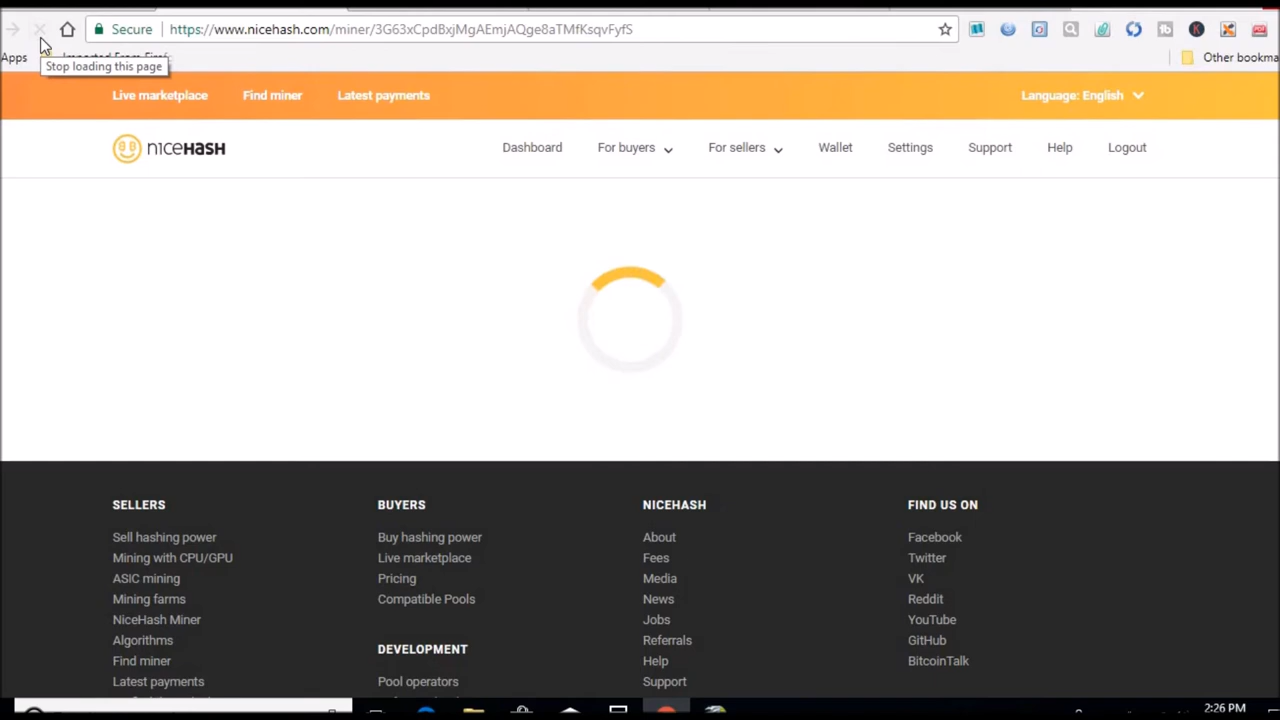 Secure https://www.nicehash.com/miner/3G63xCpdBxjMgAEmjAQge8aTMfKsqvFyfS
Apps Other bookma
Stop loading this page
Live marketplace Find miner Latest payments Language: English
niceHASH Dashboard For buyers For sellers Wallet Settings Support Help Logout
SELLERS
Sell hashing power
Mining with CPU/GPU
ASIC mining
Mining farms
NiceHash Miner
Algorithms
Find miner
Latest payments
BUYERS
Buy hashing power
Live marketplace
Pricing
Compatible Pools
DEVELOPMENT
Pool operators
NICEHASH
About
Fees
Media
News
Jobs
Referrals
Help
Support
FIND US ON
Facebook
Twitter
VK
Reddit
YouTube
GitHub
BitcoinTalk
2:26 PM